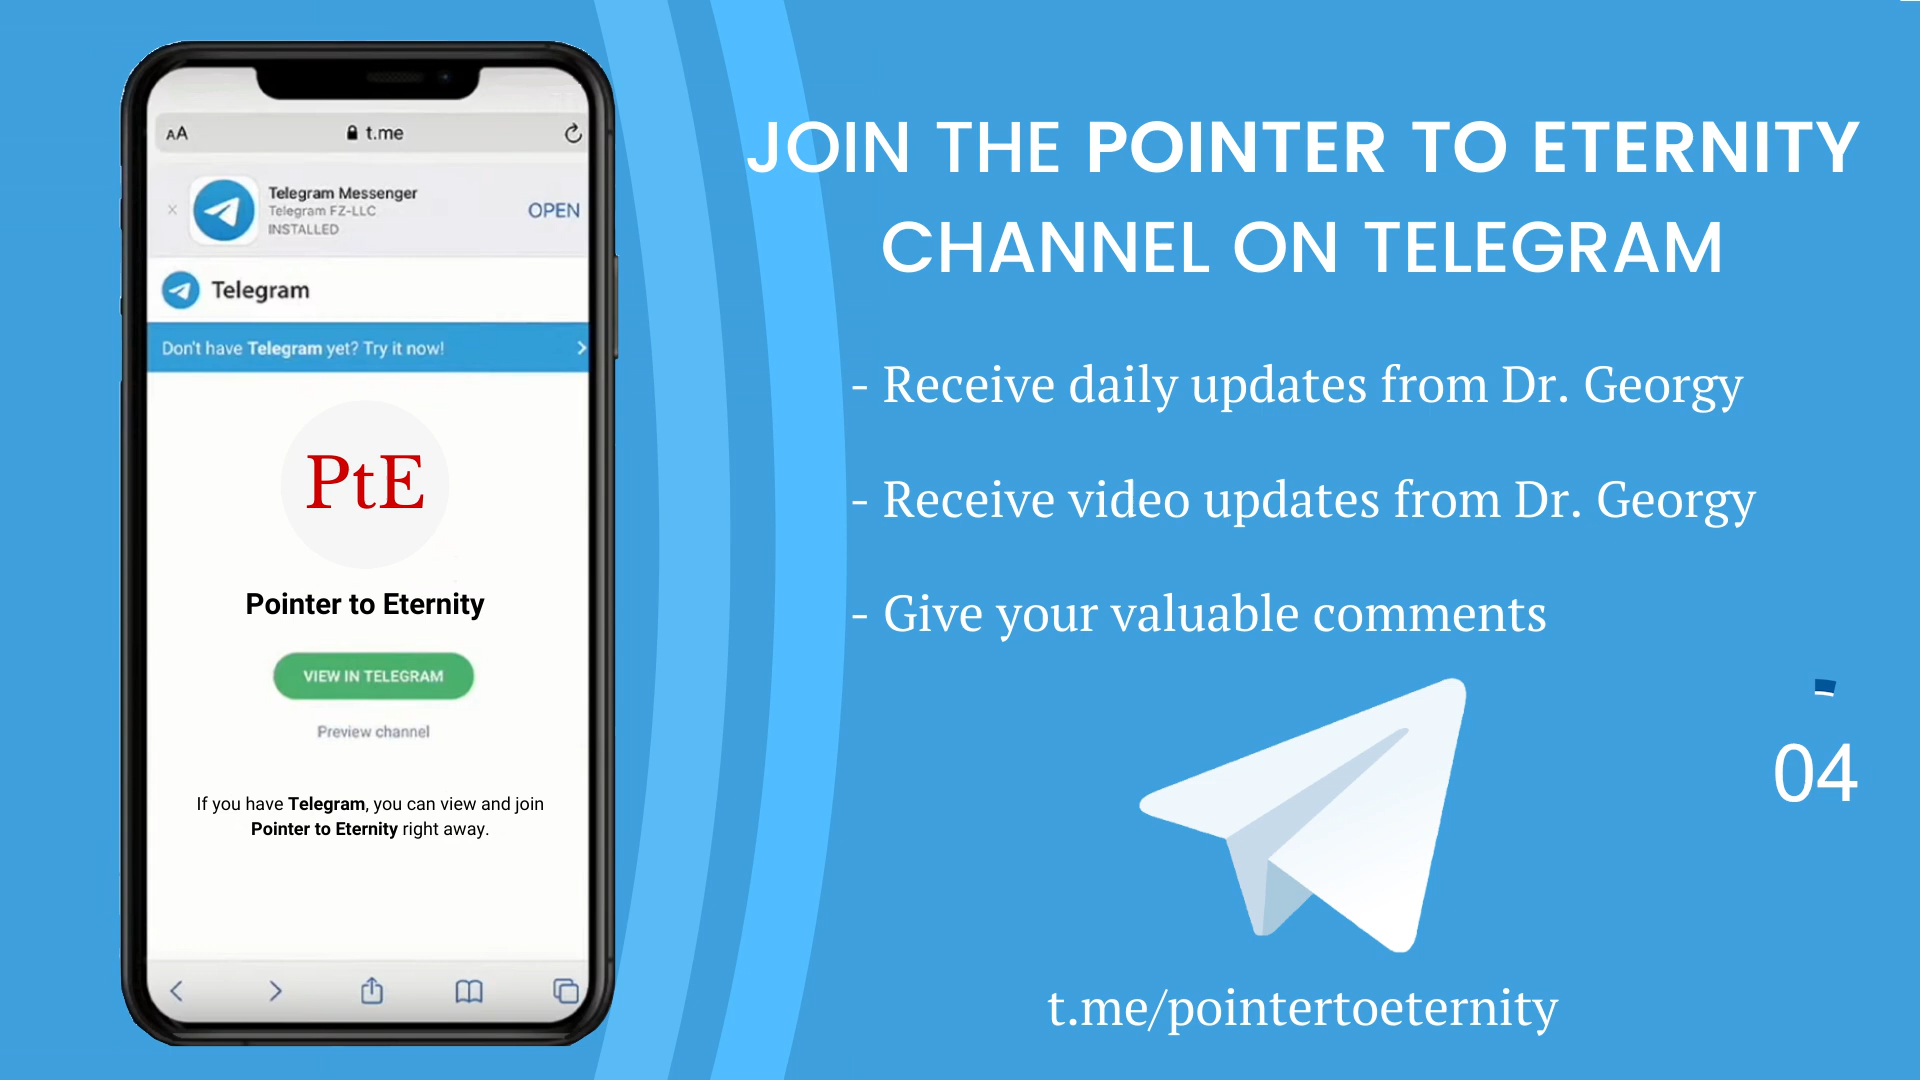 AA
t.me
Telegram Messenger
Telegram FZ-LLC
INSTALLED
OPEN
Telegram
Don't have Telegram yet? Try it now!
PtE
Pointer to Eternity
VIEW IN TELEGRAM
Preview channel
If you have Telegram, you can view and join
Pointer to Eternity right away.
JOIN THE POINTER TO ETERNITY
CHANNEL ON TELEGRAM
- Receive daily updates from Dr. Georgy
- Receive video updates from Dr. Georgy
- Give your valuable comments
04
t.me/pointertoeternity